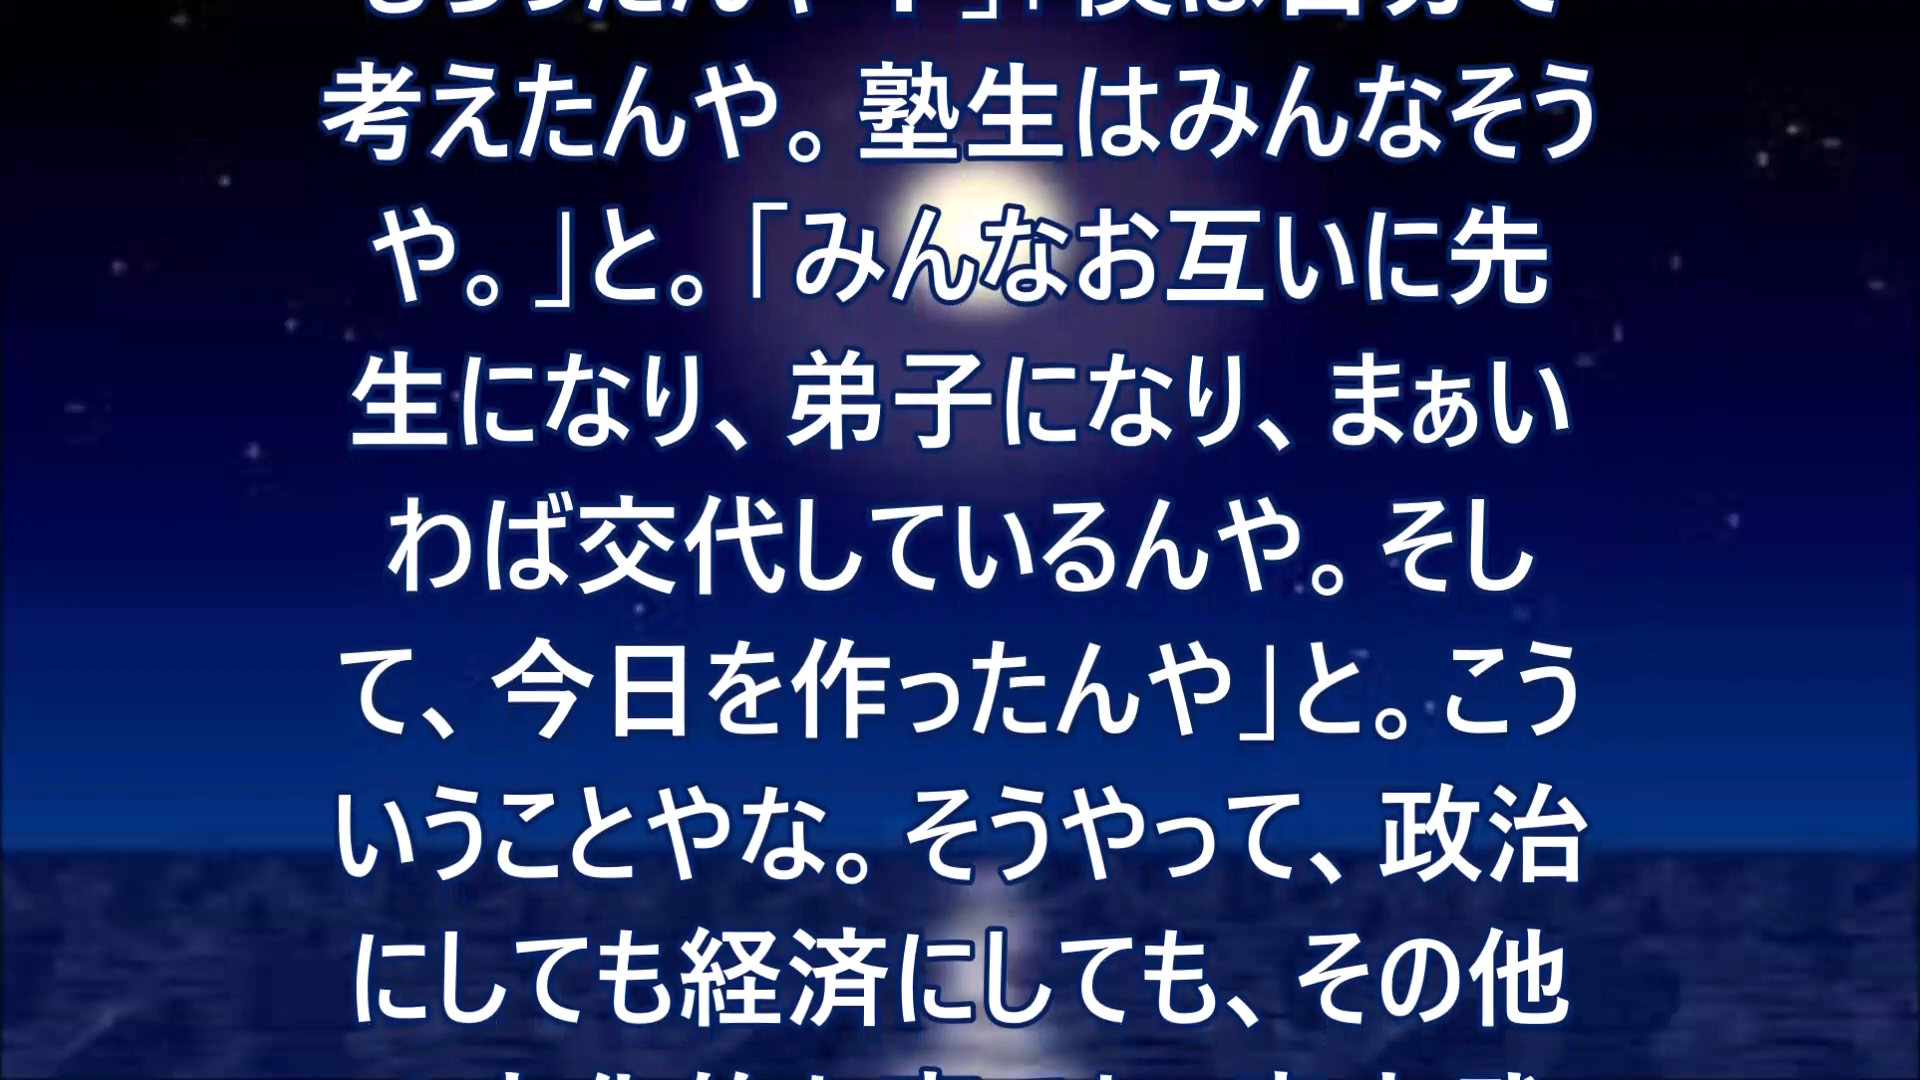 考えたんや。塾生はみんなそう
や。」と。「みんなお互いに先
生になり、弟子になり、まぁい
わば交代しているんや。そし
て、今日を作ったんや」と。こう
いうことやな。そうやって、政治
にしても経済にしても、その他